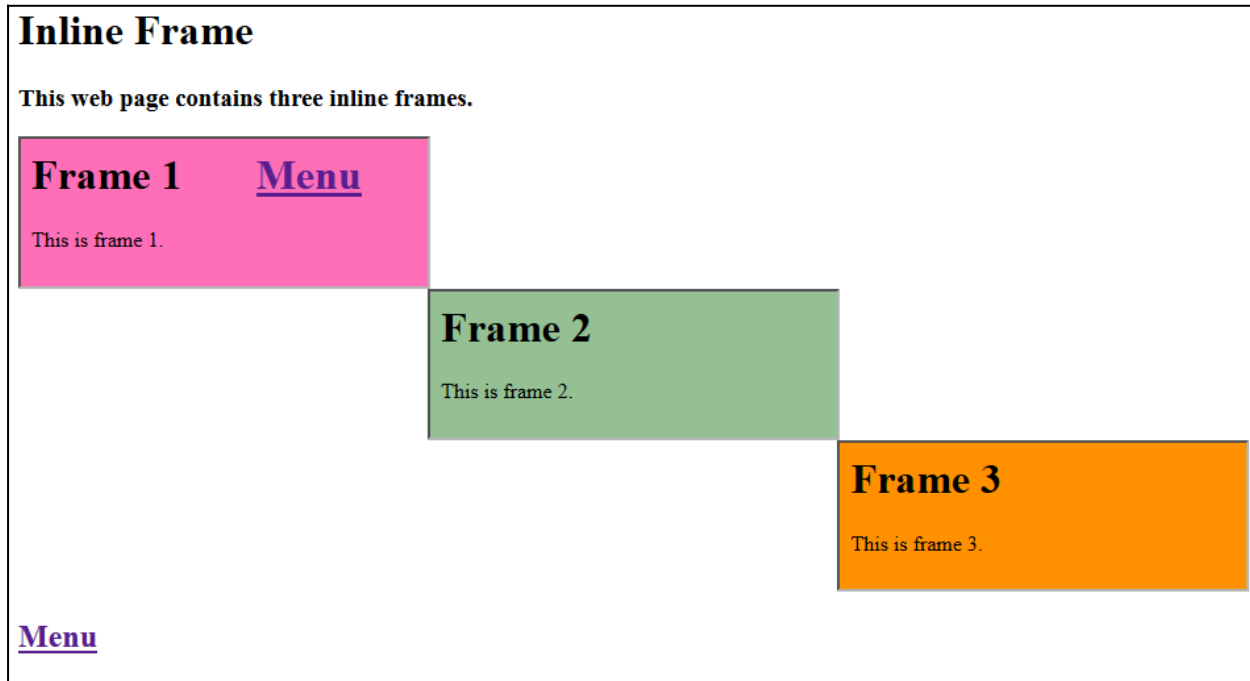 Inline Frame
This web page contains three inline frames.
Frame 1 Menu
This is frame 1.
Frame 2
This is frame 2.
Frame 3
This is frame 3.
Menu